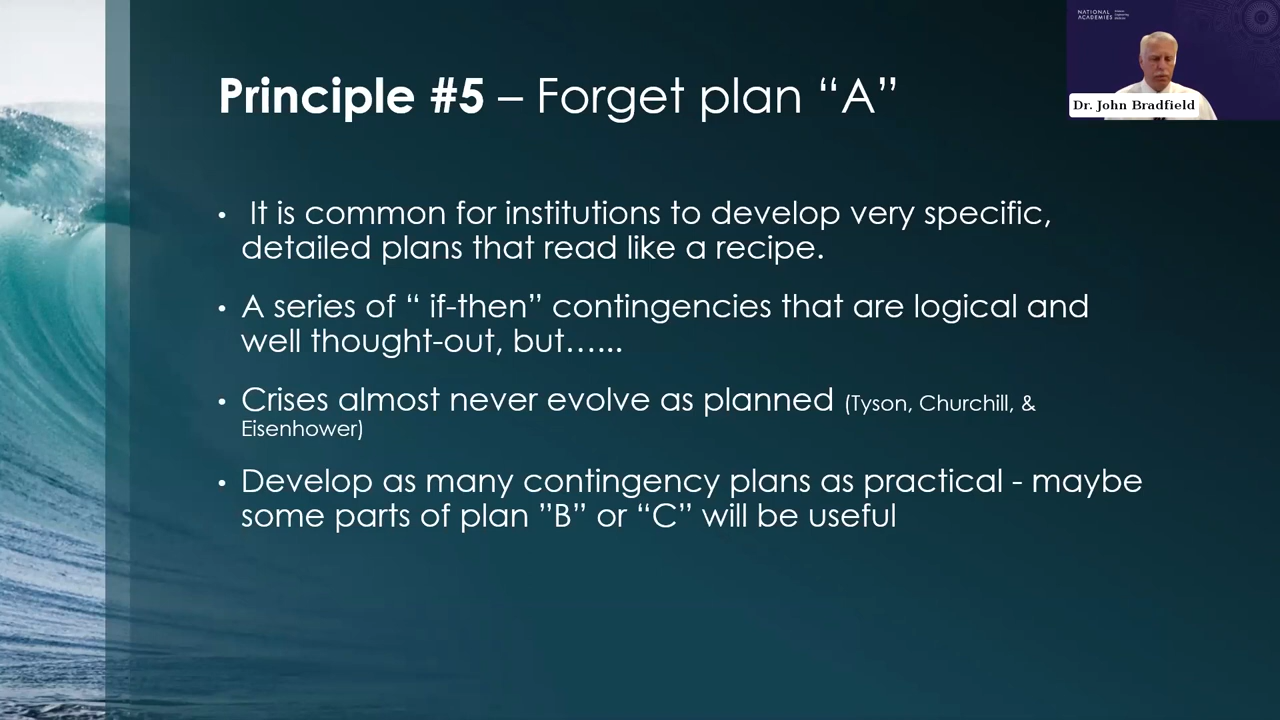 NATIONAL ACADEMIES
Sciences
Engineering
Medicine
Dr. John Bradfield
Principle #5 – Forget plan “A”
• It is common for institutions to develop very specific,
detailed plans that read like a recipe.
• A series of “ if-then” contingencies that are logical and
well thought-out, but…...
• Crises almost never evolve as planned (Tyson, Churchill, &
Eisenhower)
• Develop as many contingency plans as practical - maybe
some parts of plan ”B” or “C” will be useful